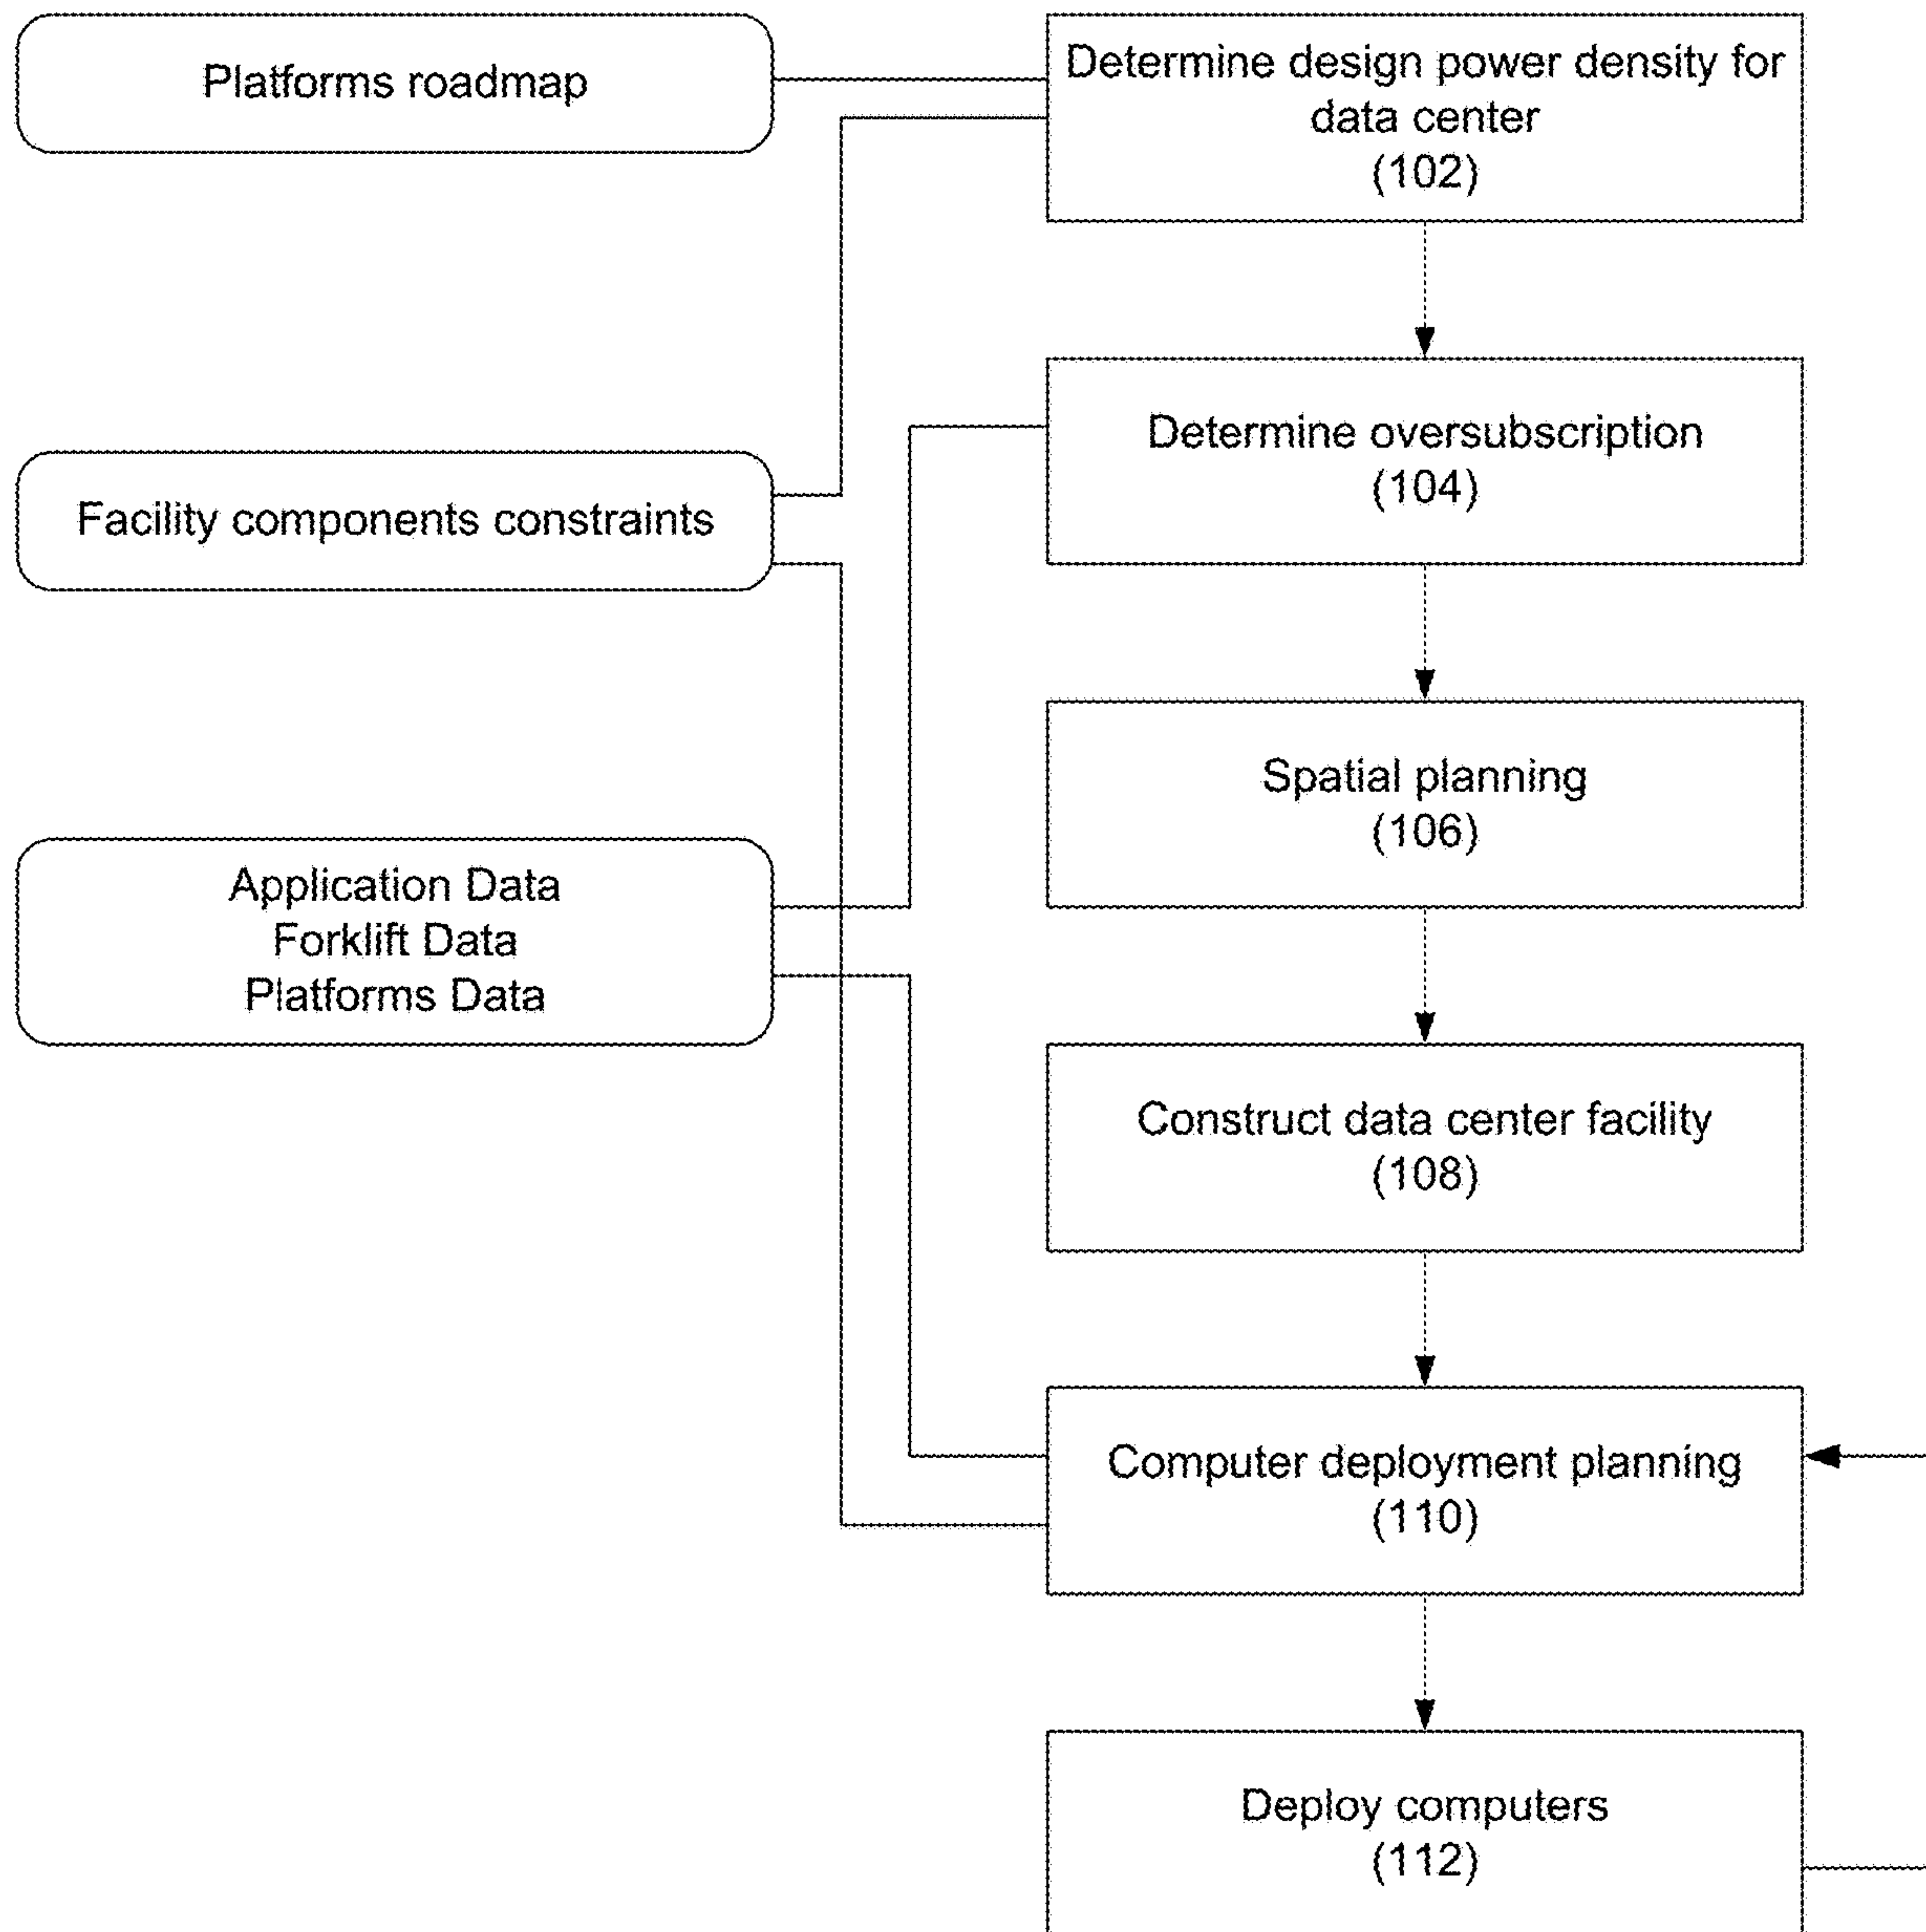 Platforms roadmap
Determine design power density for
data center
(102)
Determine oversubscription
(104)
Facility components constraints
Spatial planning
(106)
Application Data
Forklift Data
Platforms Data
Construct data center facility
(108)
Computer deployment planning
(110)
Deploy computers
(112)